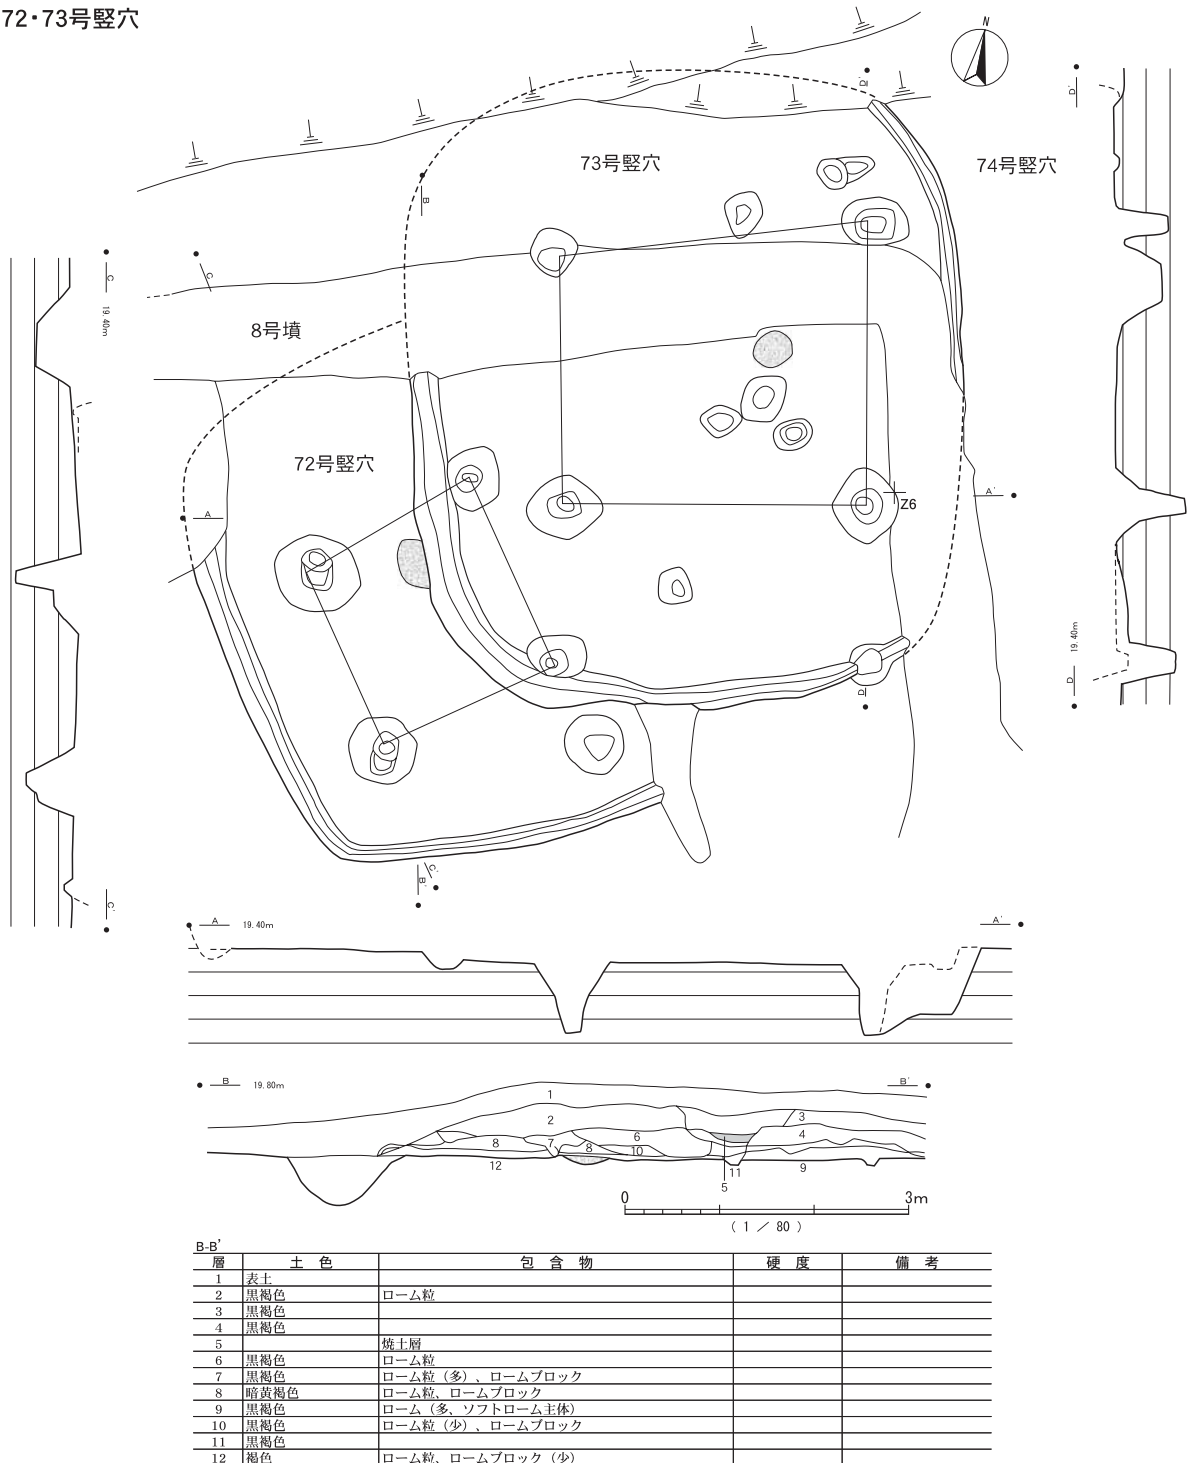 72・73号竪穴
N
D'
D'
73号竪穴
74号竪穴
B
C
C
19.40m
8号墳
72号竪穴
A
A'
Z6
19.40m
D
D
C'
B'
C'
A
19.40m
A'
B
19.80m
B'
1
2
3
4
6
7
8
8
10
12
11
9
5
0 3m
( 1 / 80 )
B-B'
層 土 色 包 含 物 硬 度 備 考
1 表土
2 黒褐色 ローム粒
3 黒褐色
4 黒褐色
5 焼土層
6 黒褐色 ローム粒
7 黒褐色 ローム粒（多）、ロームブロック
8 暗黄褐色 ローム粒、ロームブロック
9 黒褐色 ローム（多、ソフトローム主体）
10 黒褐色 ローム粒（少）、ロームブロック
11 黒褐色
12 褐色 ローム粒、ロームブロック（少）